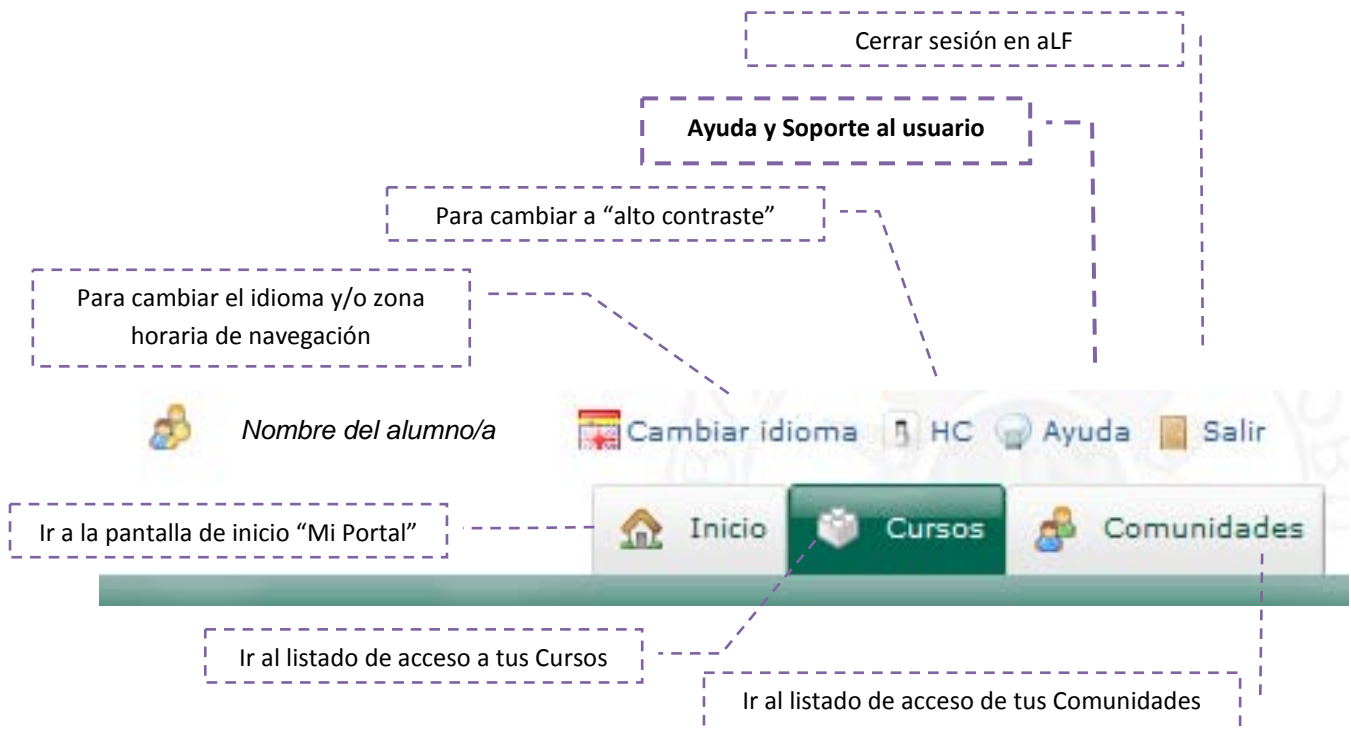 Cerrar sesión en aLF
Ayuda y Soporte al usuario
Para cambiar a “alto contraste”
Para cambiar el idioma y/o zona
horaria de navegación
Nombre del alumno/a
Cambiar idioma HC Ayuda Salir
Ir a la pantalla de inicio “Mi Portal”
Inicio Cursos Comunidades
Ir al listado de acceso a tus Cursos
Ir al listado de acceso de tus Comunidades